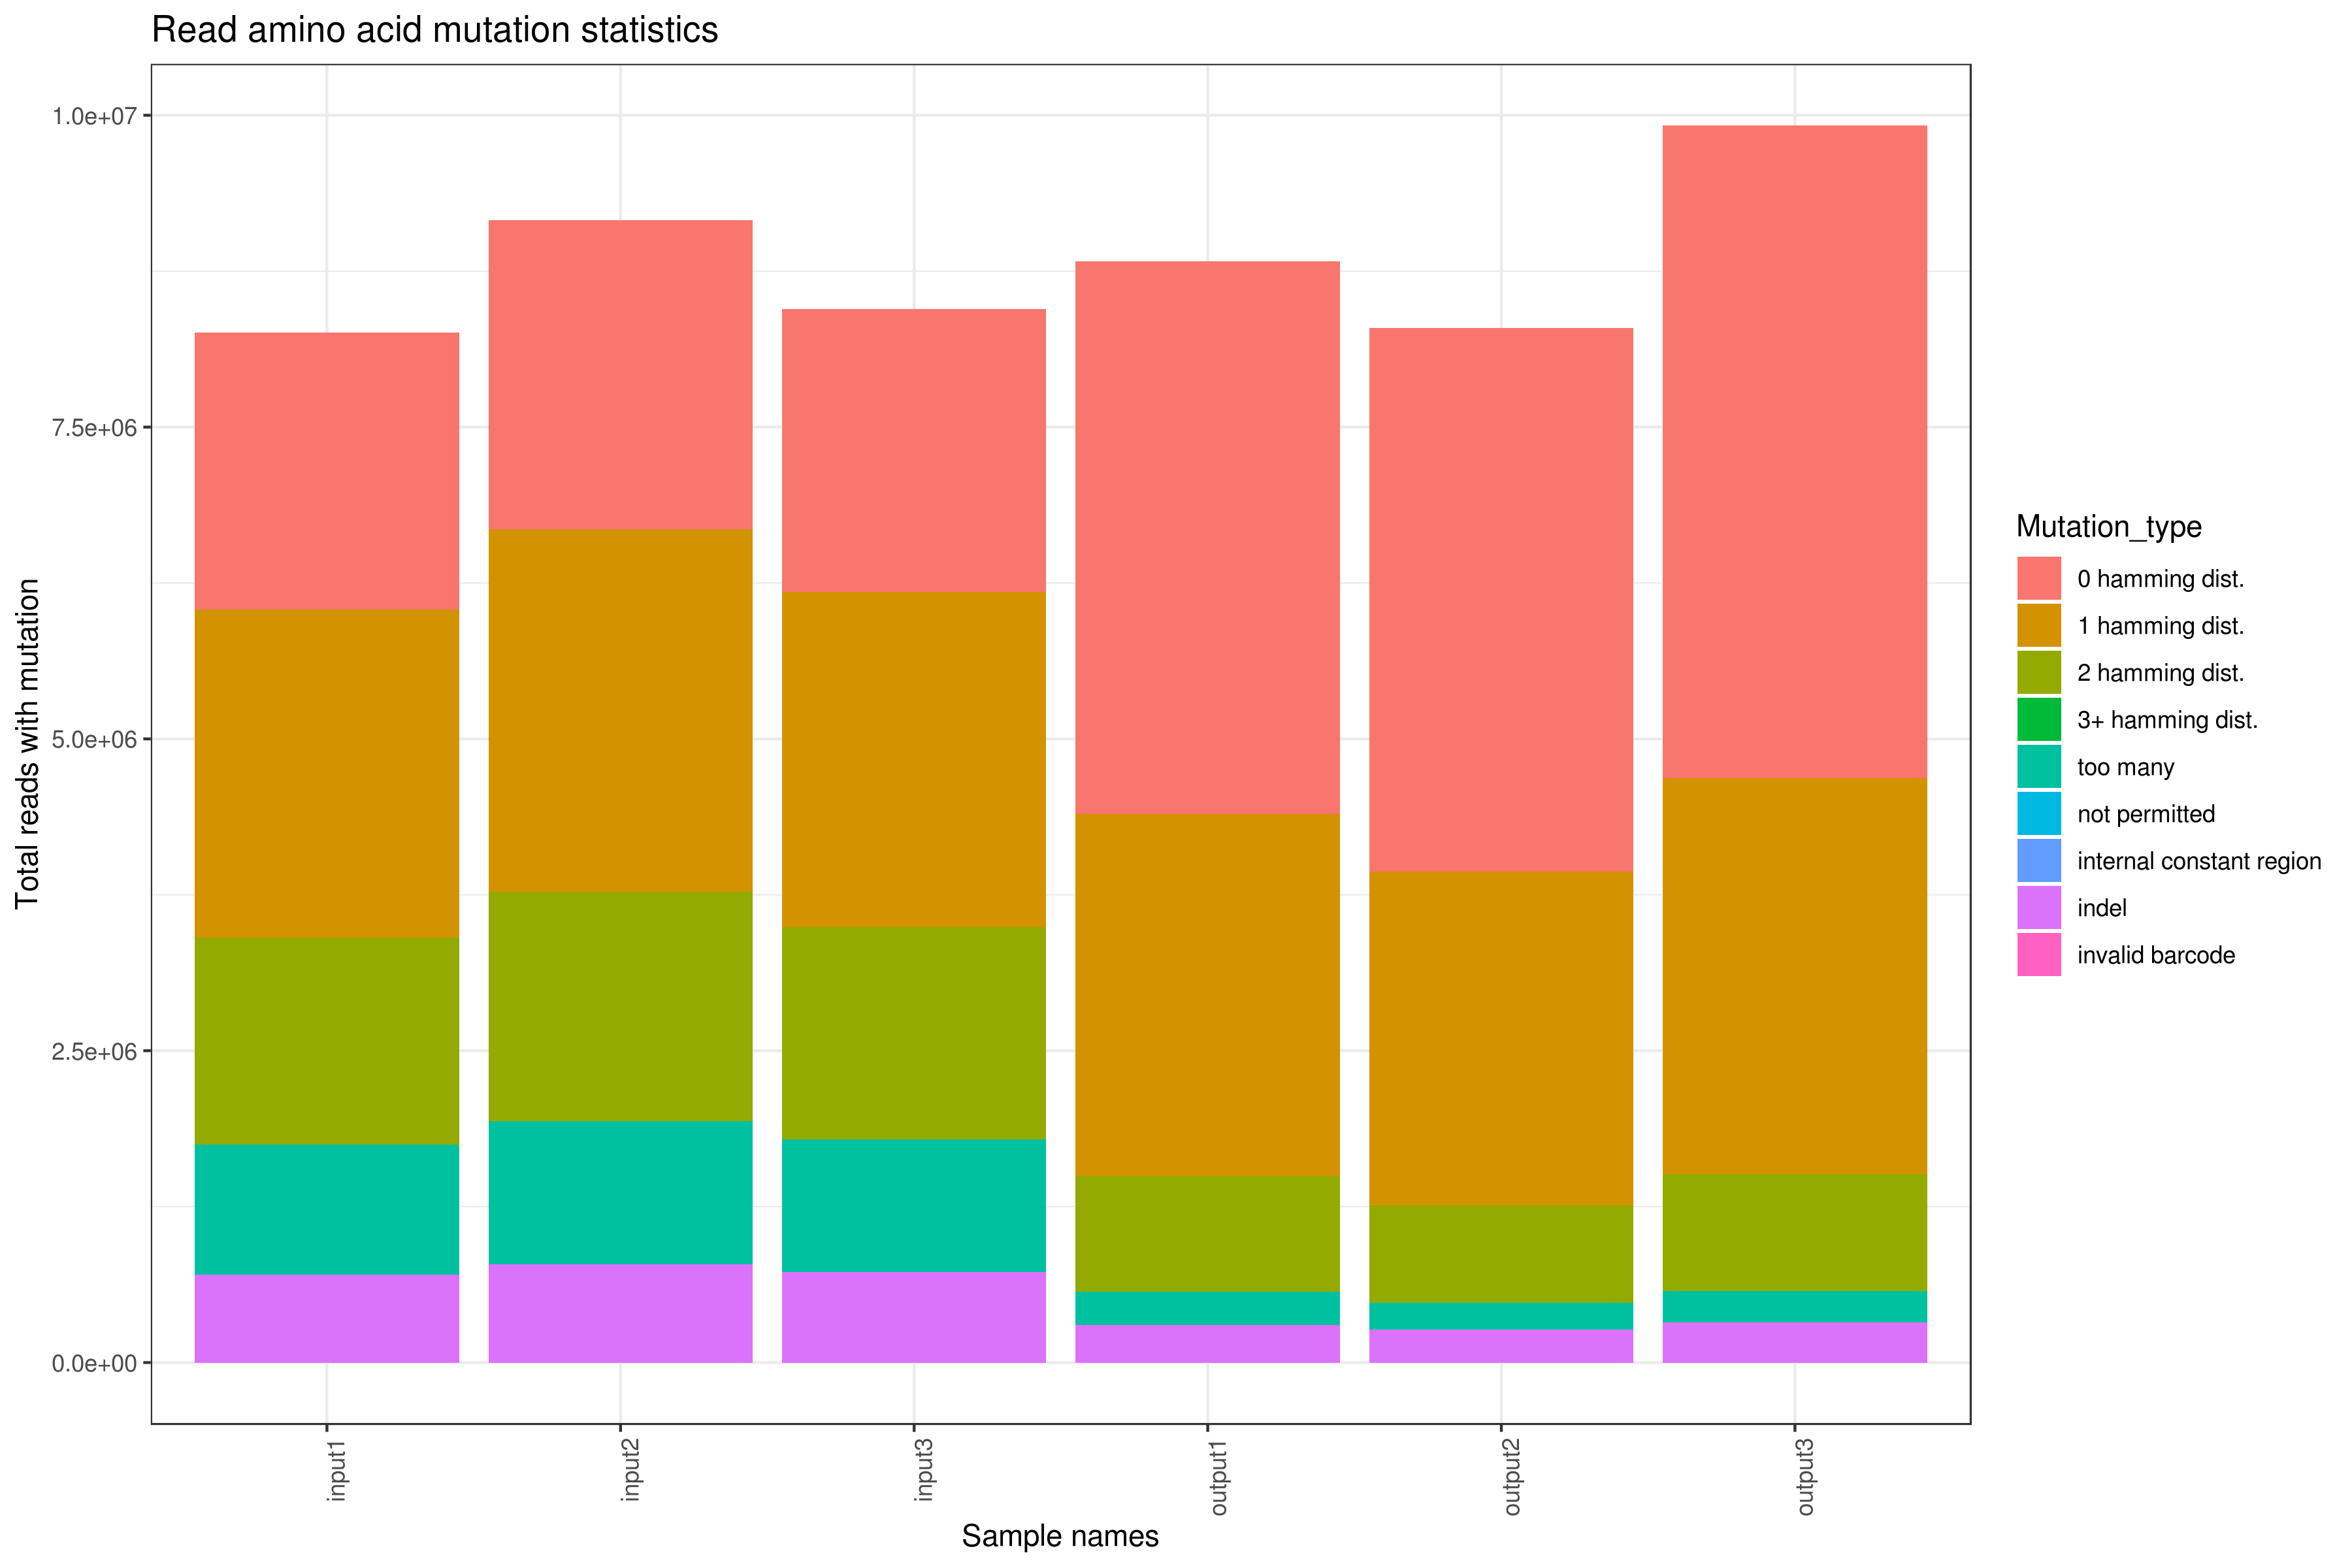 Read amino acid mutation statistics
Total reads with mutation
1.0e+07
7.5e+06
5.0e+06
2.5e+06
0.0e+00
input1
input2
input3
output1
output2
output3
Sample names
Mutation_type
0 hamming dist.
1 hamming dist.
2 hamming dist.
3+ hamming dist.
too many
not permitted
internal constant region
indel
invalid barcode